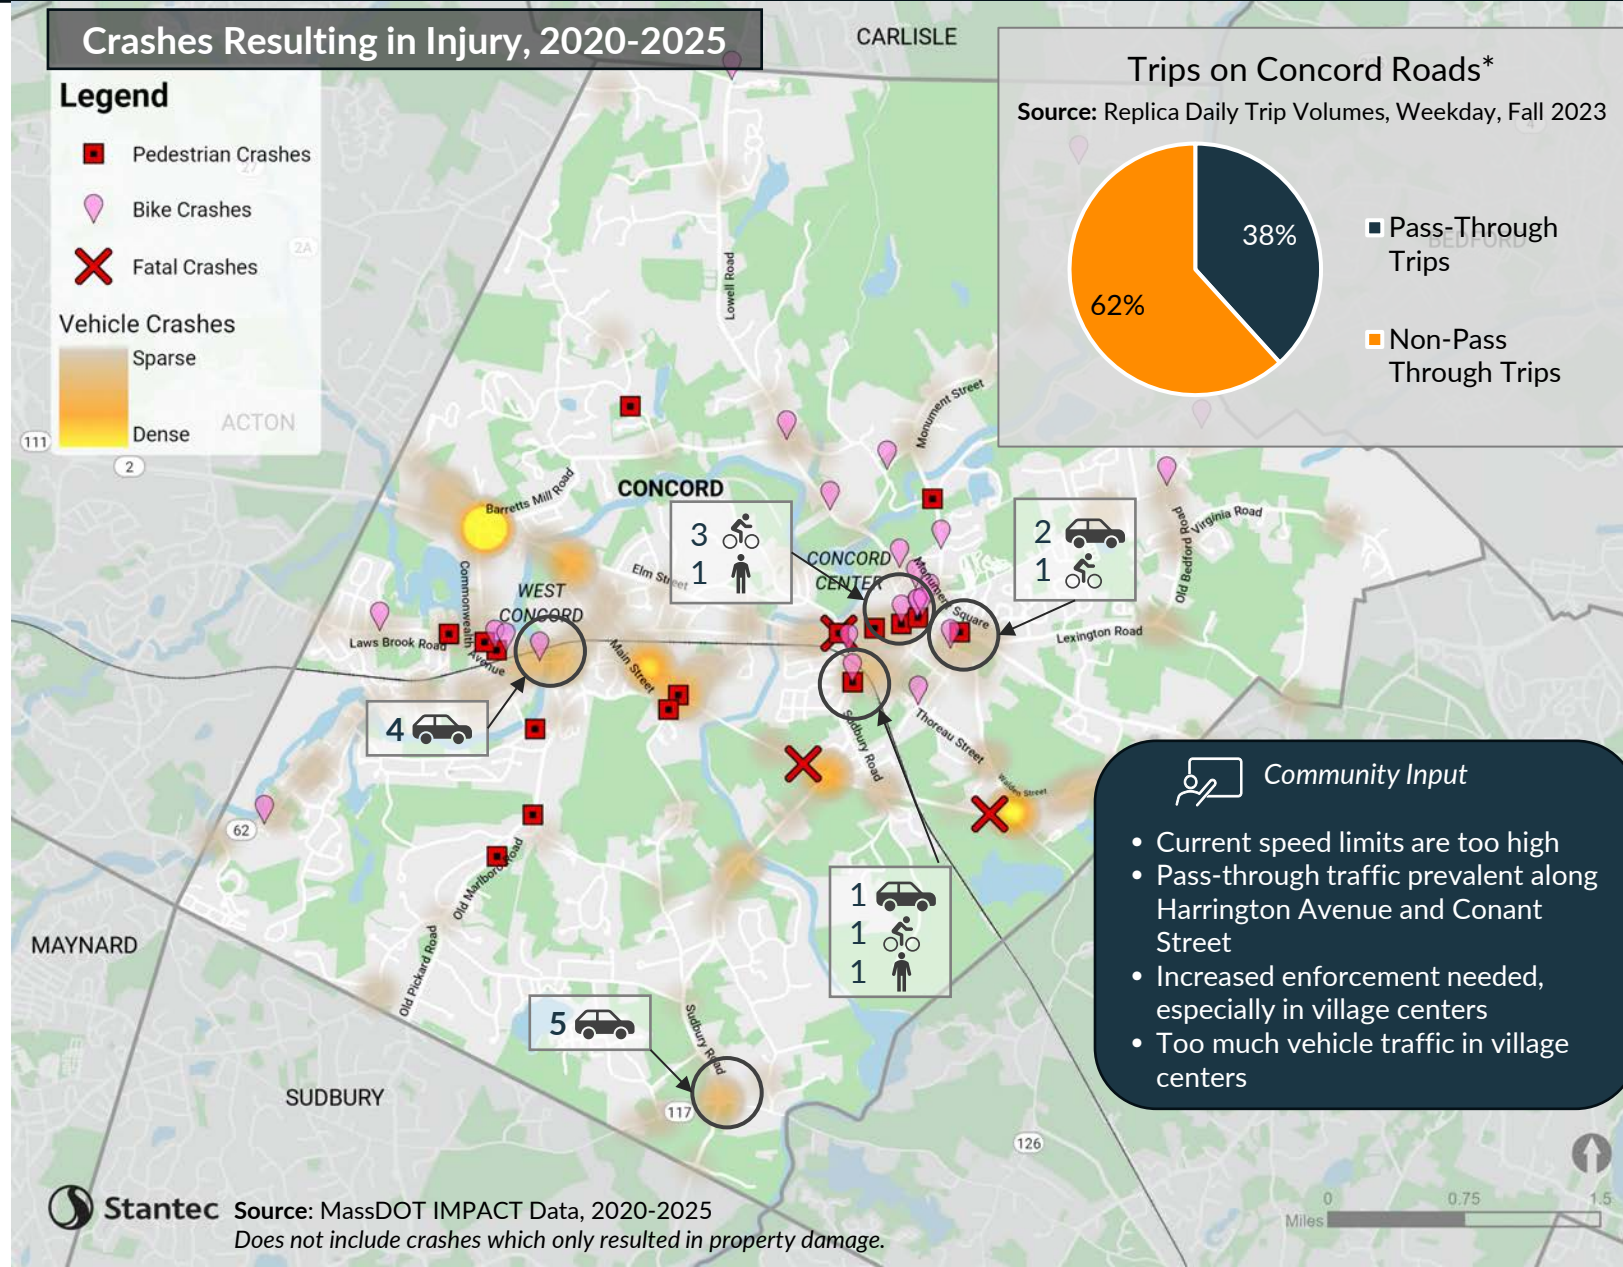 Crashes Resulting in Injury, 2020-2025
Legend
Pedestrian Crashes
Bike Crashes
Fatal Crashes
Vehicle Crashes
Sparse
Dense
27
2A
ACTON
111
2
CARLISLE
Trips on Concord Roads*
Source: Replica Daily Trip Volumes, Weekday, Fall 2023
4
38%
62%
Pass-Through
Trips
BEDFORD
Non-Pass
Through Trips
Lowell Road
Monument Street
Barretts Mill Road
CONCORD
3
1
CONCORD
CENTER
2
1
Old Bedford Road
Virginia Road
Elm Street
Monument Square
WEST
CONCORD
Commonwealth
Avenue
Laws Brook Road
Main Street
Lexington Road
4
Sudbury Road
Thoreau Street
Walden Street
62
Old Marlboro Road
1
1
1
Community Input
• Current speed limits are too high
• Pass-through traffic prevalent along
Harrington Avenue and Conant
Street
• Increased enforcement needed,
especially in village centers
• Too much vehicle traffic in village
centers
MAYNARD
Old Pickard Road
5
Sudbury Road
SUDBURY
117
126
0
0.75
1.5
Miles
Stantec
Source: MassDOT IMPACT Data, 2020-2025
Does not include crashes which only resulted in property damage.